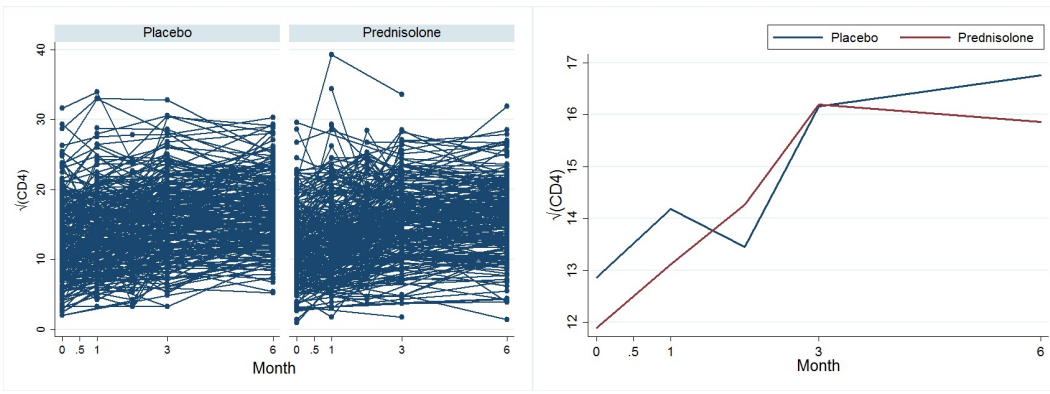 Placebo Prednisolone
√(CD4)
40
30
20
10
0
0 .5 1 3 6 0 .5 1 3 6
Month
Placebo Prednisolone
√(CD4)
17
16
15
14
13
12
0 .5 1 3 6
Month